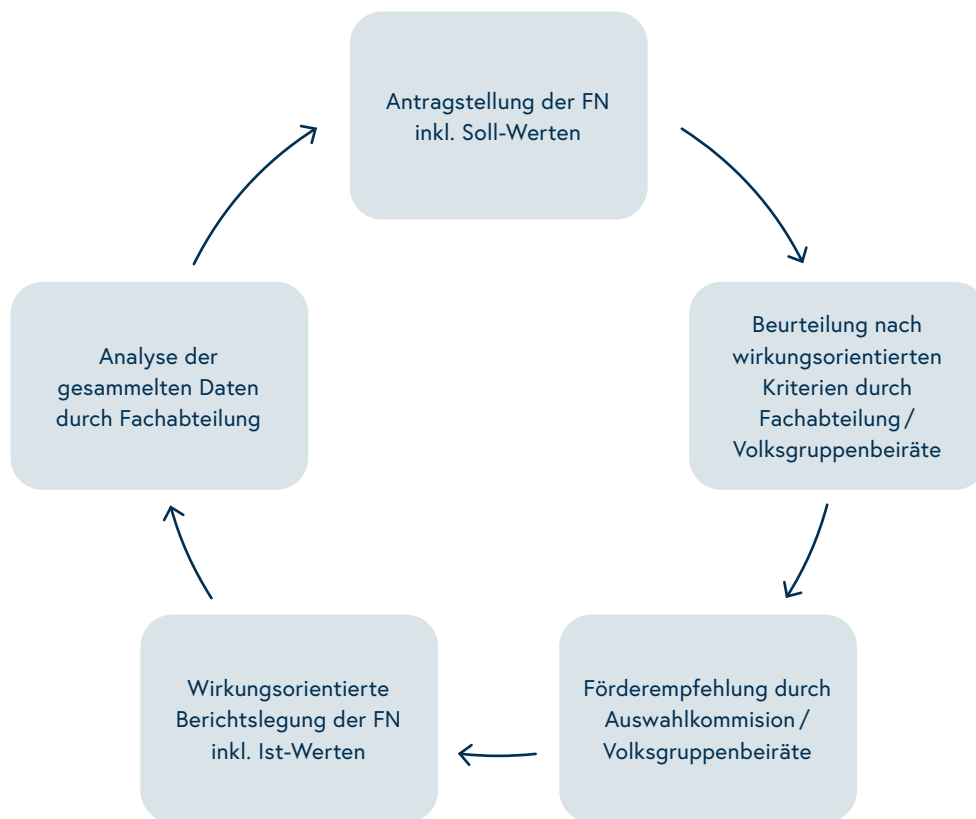 Antragstellung der FN
inkl. Soll-Werten
Beurteilung nach
wirkungsorientierten
Kriterien durch
Fachabteilung /
Volksgruppenbeiräte
Förderempfehlung durch
Auswahlkommision /
Volksgruppenbeiräte
Wirkungsorientierte
Berichtslegung der FN
inkl. Ist-Werten
Analyse der
gesammelten Daten
durch Fachabteilung